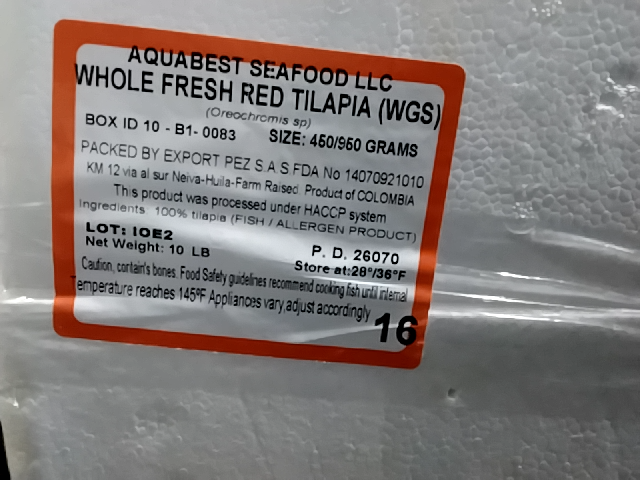 AQUABEST SEAFOOD LLC
WHOLE FRESH RED TILAPIA (WGS)
(Oreochromis sp)
BOX ID 10 - B1- 0083 SIZE: 450/950 GRAMS
PACKED BY EXPORT PEZ S.A.S.FDA No 14070921010
KM 12 via al sur Neiva-Huila-Farm Raised Product of COLOMBIA
This product was processed under HACCP system
Ingredients: 100% tilapia (FISH / ALLERGEN PRODUCT)
LOT: IOE2 P. D. 26070
Net Weight: 10 LB Store at:28°/36°F
Caution, contain's bones. Food Safety guidelines recommend cooking fish until internal
Temperature reaches 145ºF Appliances vary,adjust accordingly
16